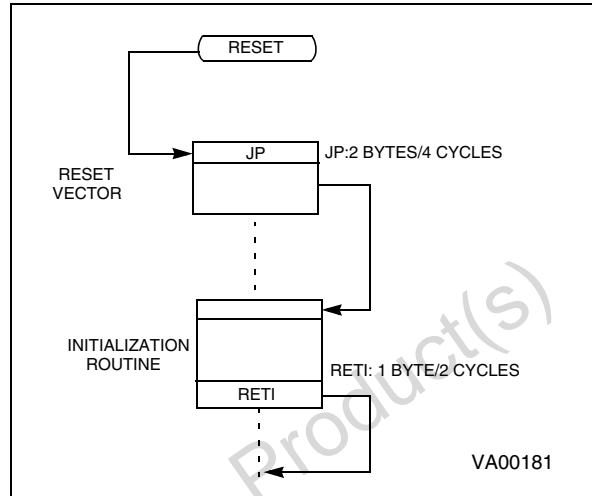 RESET
JP
JP:2 BYTES/4 CYCLES
RESET
VECTOR
INITIALIZATION
ROUTINE
RETI: 1 BYTE/2 CYCLES
RETI
Product(s)
VA00181